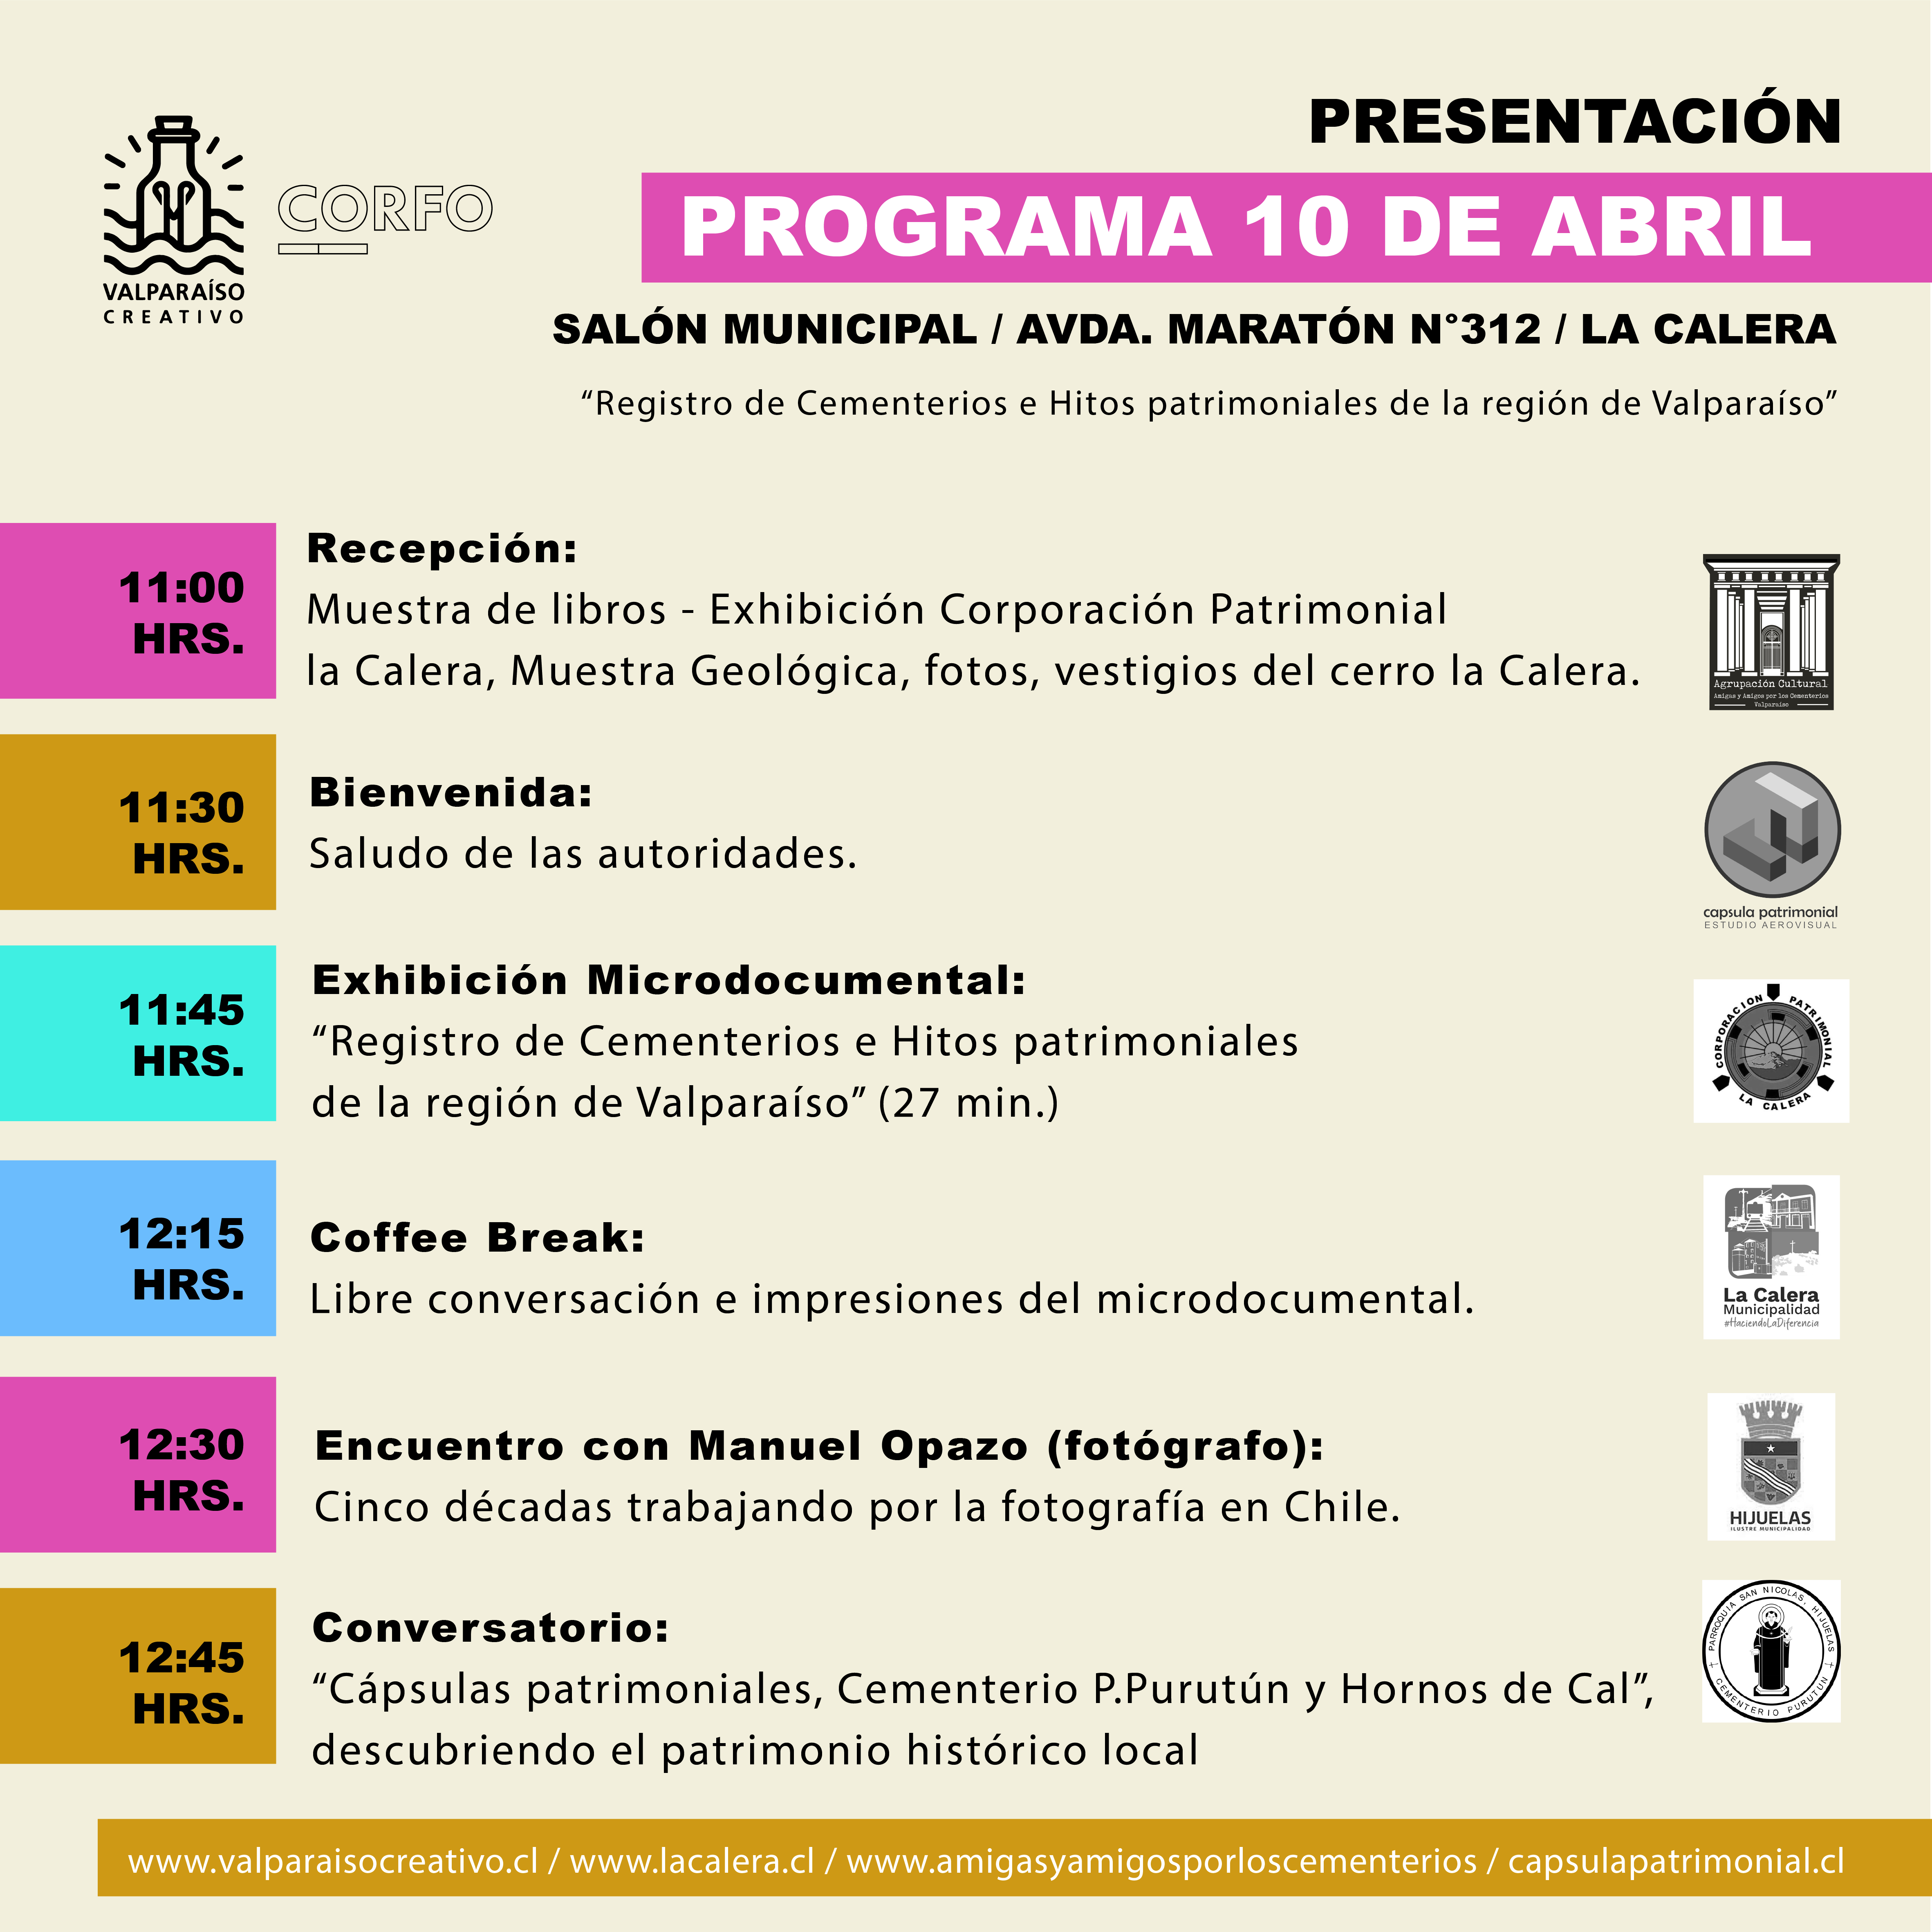 PRESENTACIÓN
PROGRAMA 10 DE ABRIL
SALÓN MUNICIPAL / AVDA. MARATÓN N°312 / LA CALERA
“Registro de Cementerios e Hitos patrimoniales de la región de Valparaíso”
VALPARAÍSO
CREATIVO
CORFO
11:00
HRS.
Recepción:
Muestra de libros - Exhibición Corporación Patrimonial
la Calera, Muestra Geológica, fotos, vestigios del cerro la Calera.
Agrupación Cultural
Amigas y Amigos por los Cementerios
Valparaíso
11:30
HRS.
Bienvenida:
Saludo de las autoridades.
capsula patrimonial
ESTUDIO AEROVISUAL
11:45
HRS.
Exhibición Microdocumental:
“Registro de Cementerios e Hitos patrimoniales
de la región de Valparaíso” (27 min.)
CORPORACION PATRIMONIAL
LA CALERA
12:15
HRS.
Coffee Break:
Libre conversación e impresiones del microdocumental.
La Calera
Municipalidad
#HaciendoLaDiferencia
12:30
HRS.
Encuentro con Manuel Opazo (fotógrafo):
Cinco décadas trabajando por la fotografía en Chile.
HIJUELAS
ILUSTRE MUNICIPALIDAD
12:45
HRS.
Conversatorio:
“Cápsulas patrimoniales, Cementerio P.Purutún y Hornos de Cal”,
descubriendo el patrimonio histórico local
PARROQUIA SAN NICOLAS, HIJUELAS
CEMENTERIO PURUTUN
www.valparaisocreativo.cl / www.lacalera.cl / www.amigasyamigosporloscementerios / capsulapatrimonial.cl